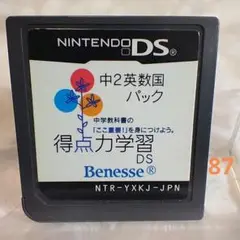 NINTENDO DS
中2英数国
パック
中学教科書の
「ここ重要!」を身につけよう。
得点力学習
DS
Benesse®
NTR-YXKJ-JPN
87